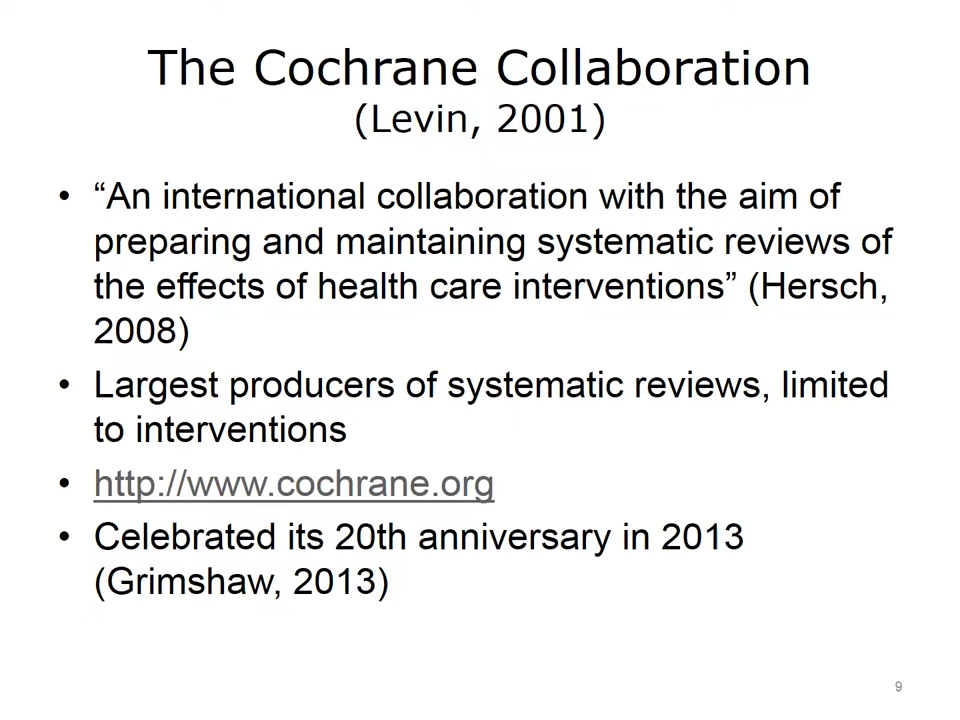 The Cochrane Collaboration
(Levin, 2001)
• “An international collaboration with the aim of
preparing and maintaining systematic reviews of
the effects of health care interventions” (Hersch,
2008)
• Largest producers of systematic reviews, limited
to interventions
• http://www.cochrane.org
• Celebrated its 20th anniversary in 2013
(Grimshaw, 2013)
9